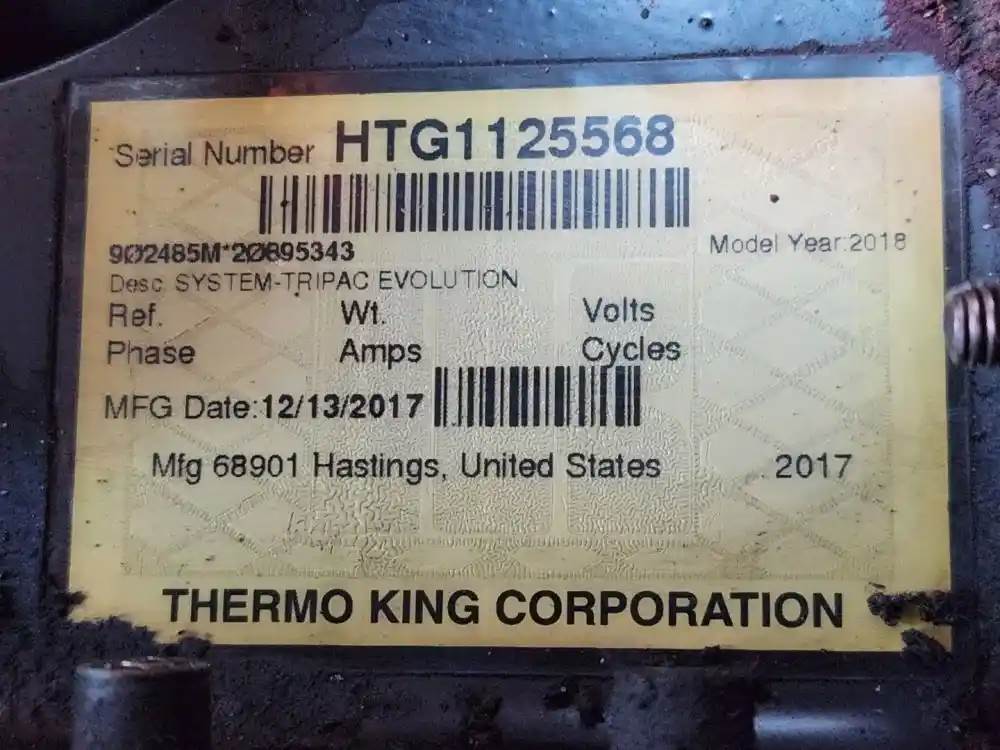 Serial Number HTG1125568
902485M*20895343
Model Year:2018
Desc. SYSTEM-TRIPAC EVOLUTION
Ref. Wt. Volts
Phase Amps Cycles
MFG Date:12/13/2017
Mfg 68901 Hastings, United States 2017
THERMO KING CORPORATION